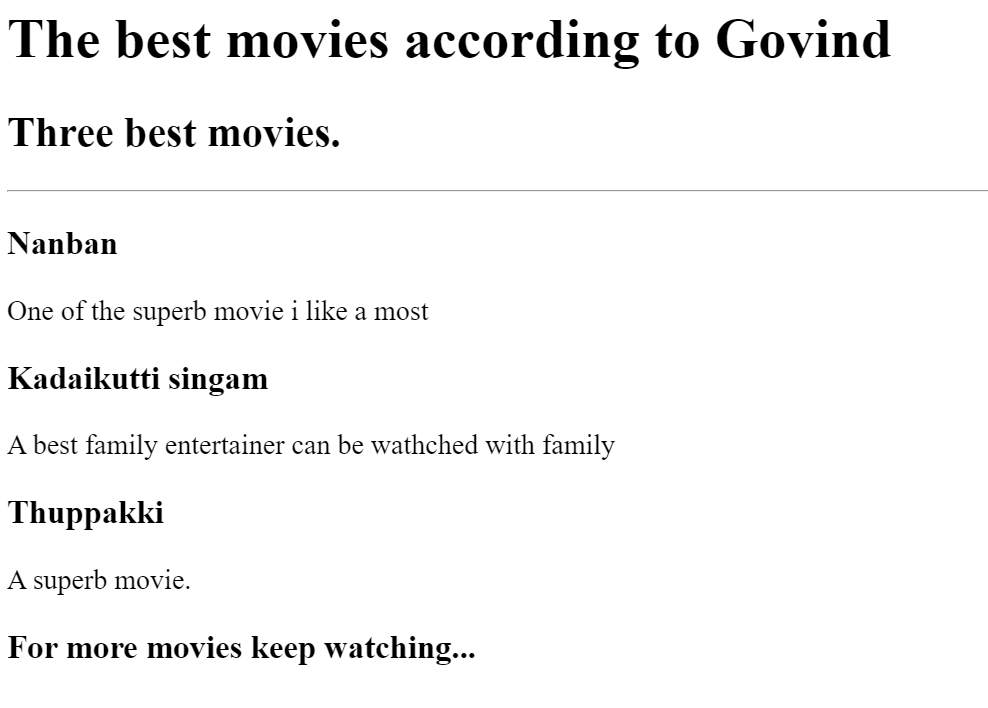 The best movies according to Govind
Three best movies.
Nanban
One of the superb movie i like a most
Kadaikutti singam
A best family entertainer can be wathched with family
Thuppakki
A superb movie.
For more movies keep watching...